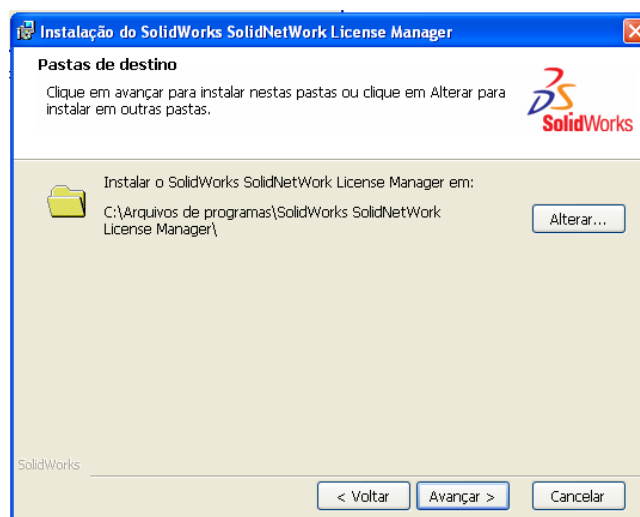 Instalação do SolidWorks SolidNetWork License Manager
Pastas de destino
Clique em avançar para instalar nestas pastas ou clique em Alterar para
instalar em outras pastas.
SolidWorks
Instalar o SolidWorks SolidNetWork License Manager em:
C:\Arquivos de programas\SolidWorks SolidNetWork
License Manager\
Alterar...
SolidWorks
< Voltar
Avançar >
Cancelar